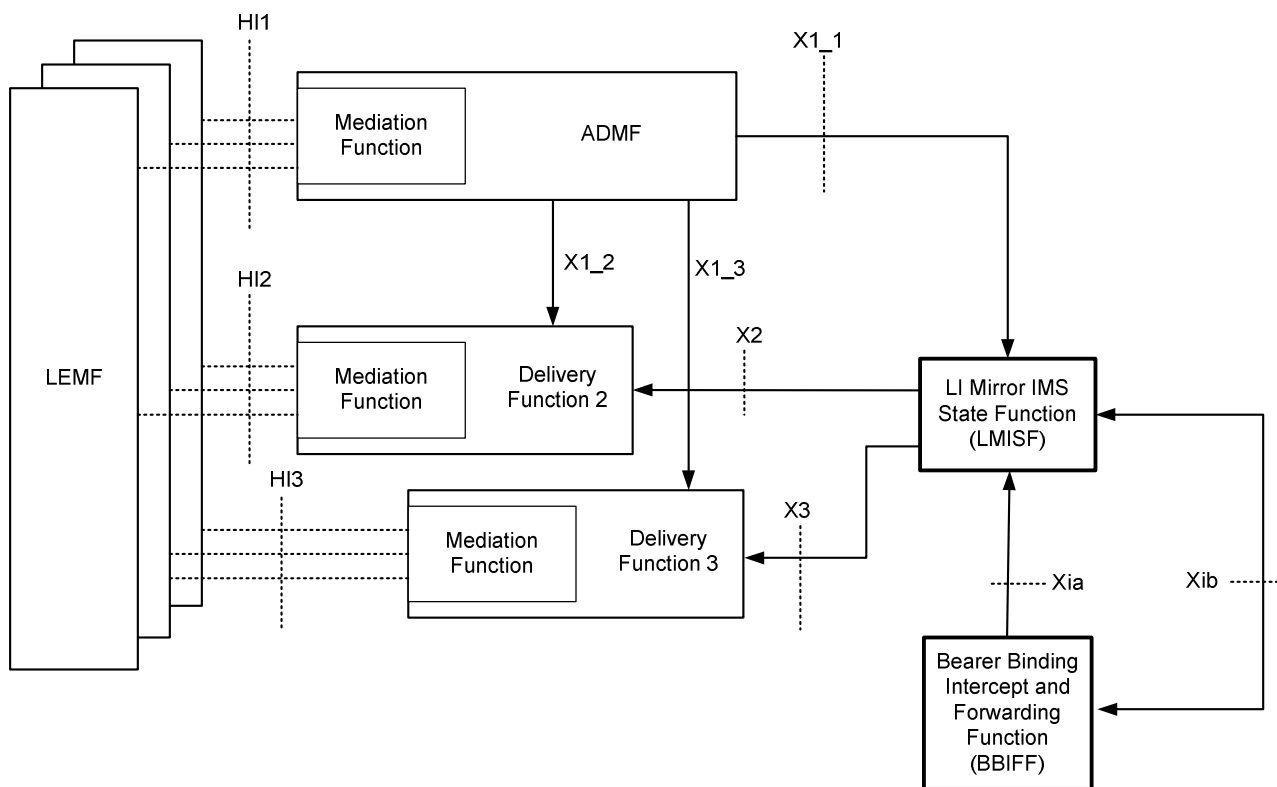 HI1
X1_1
Mediation
Function
ADMF
X1_2
X1_3
HI2
X2
LEMF
Mediation
Function
Delivery
Function 2
LI Mirror IMS
State Function
(LMISF)
HI3
X3
Mediation
Function
Delivery
Function 3
Xia
Xib
Bearer Binding
Intercept and
Forwarding
Function
(BBIFF)